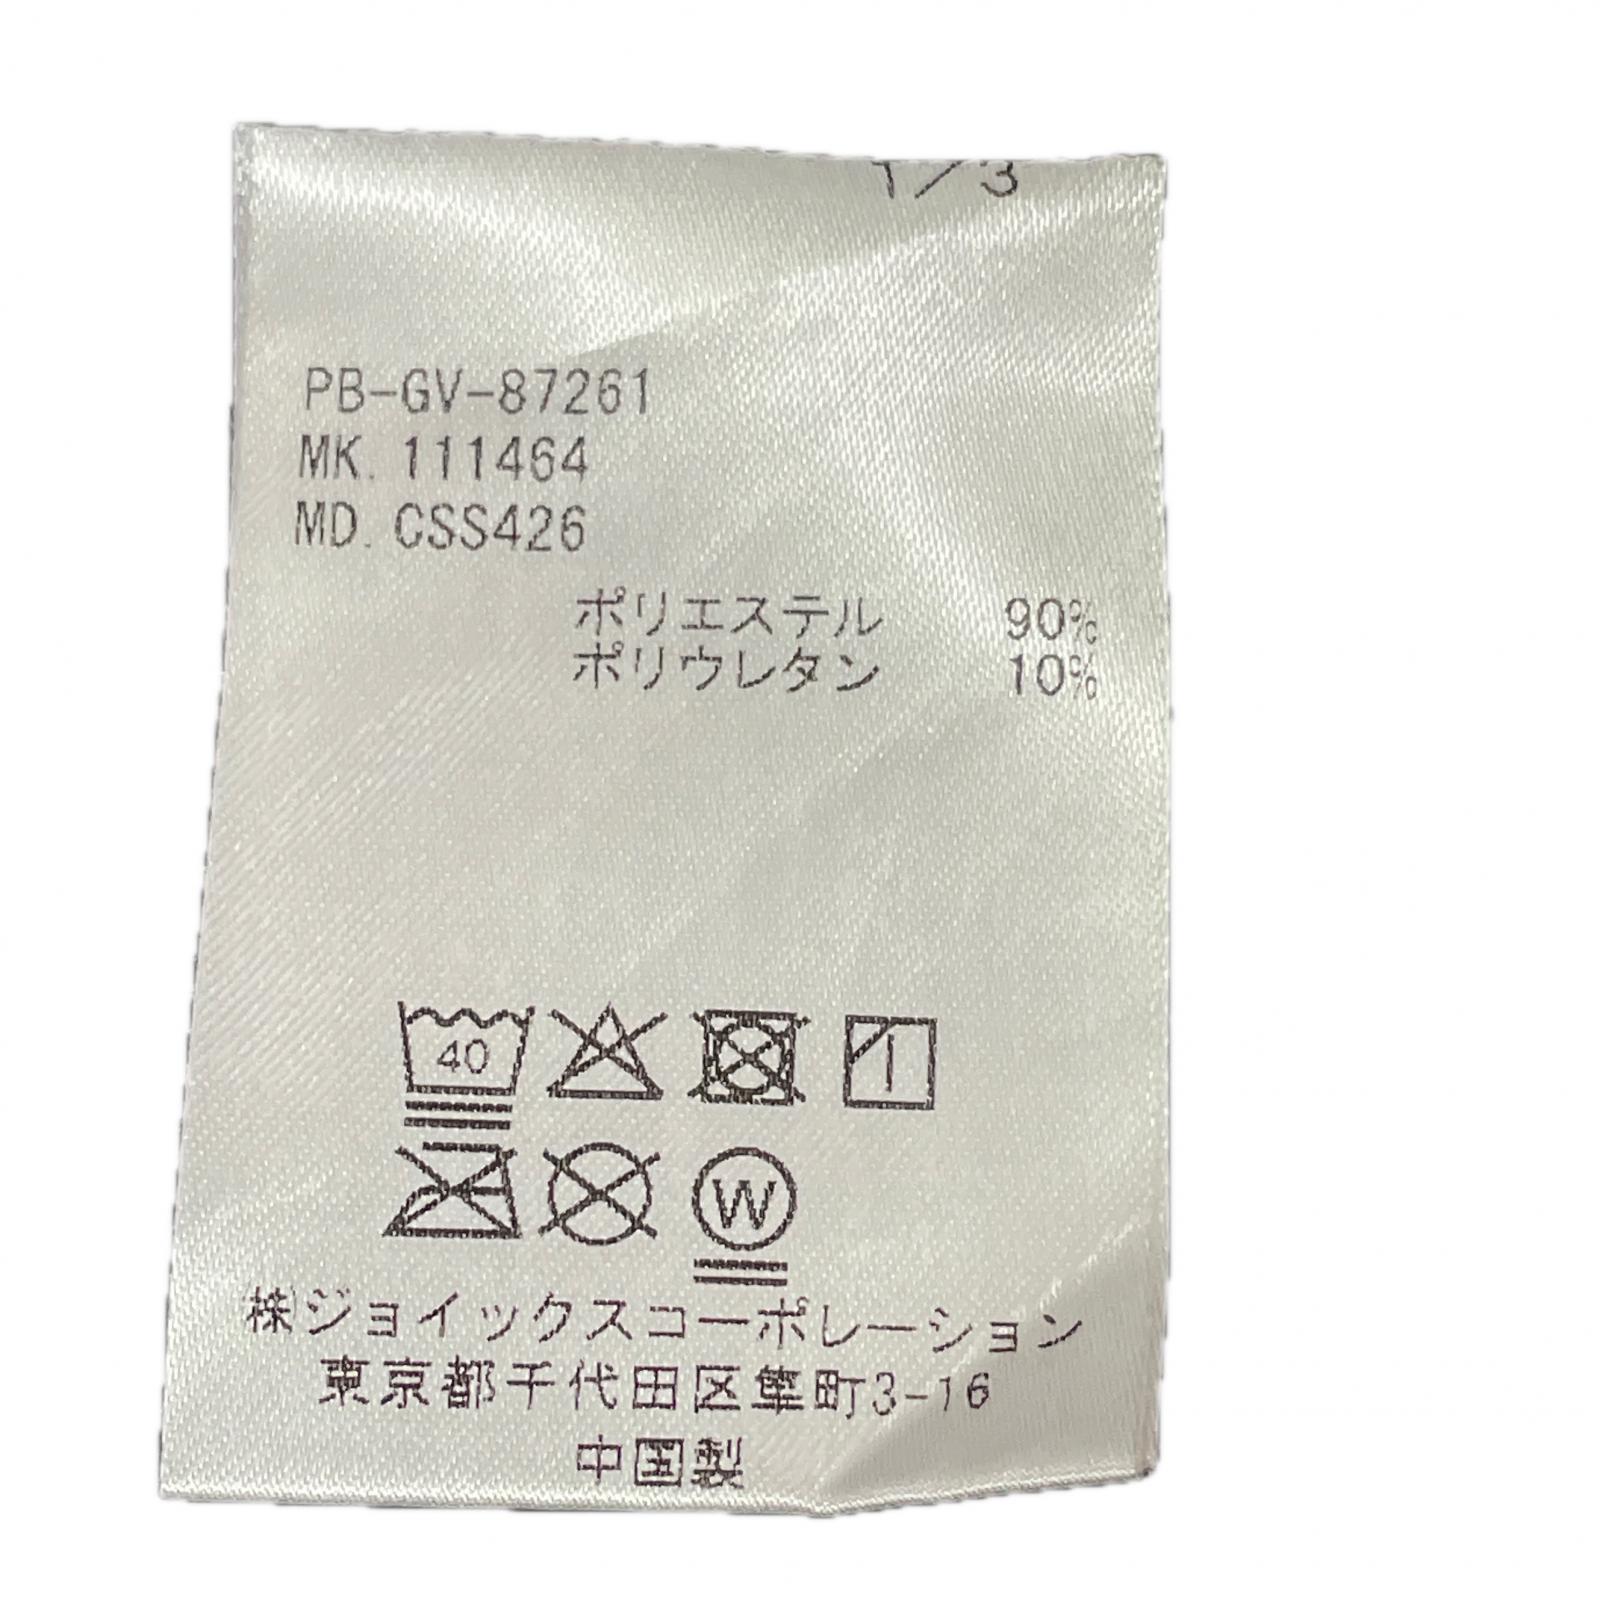 1/3
PB-GV-87261
MK. 111464
MD. CSS426
ポリエステル 90%
ポリウレタン 10%
40
W
㈱ジョイックスコーポレーション
東京都千代田区隼町3-16
中国製